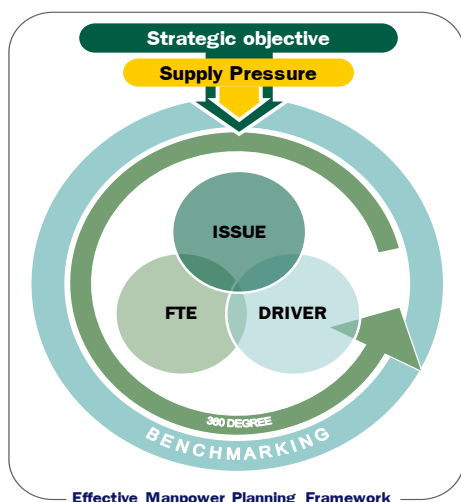 Strategic objective
Supply Pressure
ISSUE
FTE DRIVER
360 DEGREE
BENCHMARKING
Effective Manpower Planning Framework